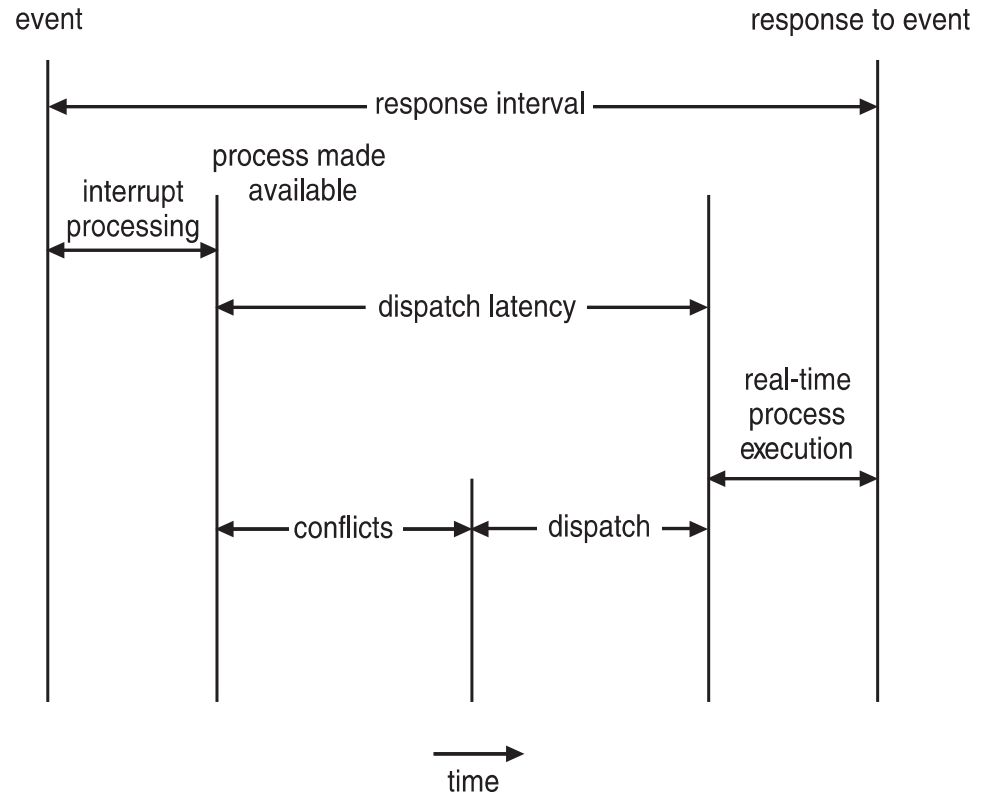 event
response to event
response interval
process made
available
interrupt
processing
dispatch latency
real-time
process
execution
conflicts
dispatch
time